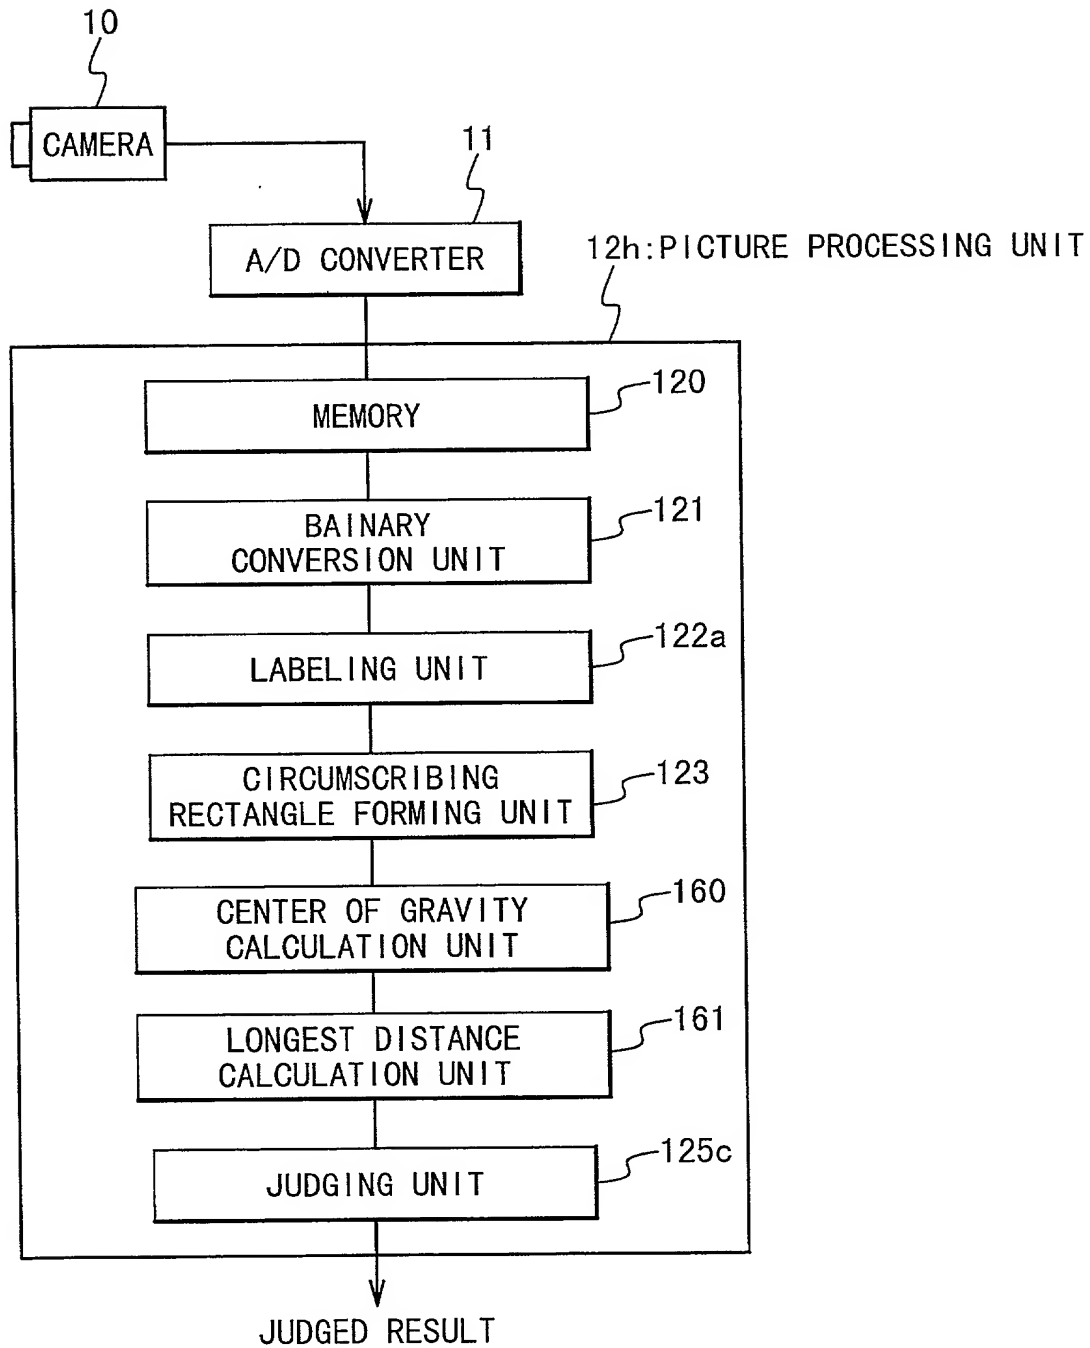 10
CAMERA
11
A/D CONVERTER
12h:PICTURE PROCESSING UNIT
MEMORY
120
BAINARY
CONVERSION UNIT
121
LABELING UNIT
122a
CIRCUMSCRIBING
RECTANGLE FORMING UNIT
123
CENTER OF GRAVITY
CALCULATION UNIT
160
LONGEST DISTANCE
CALCULATION UNIT
161
JUDGING UNIT
125c
JUDGED RESULT